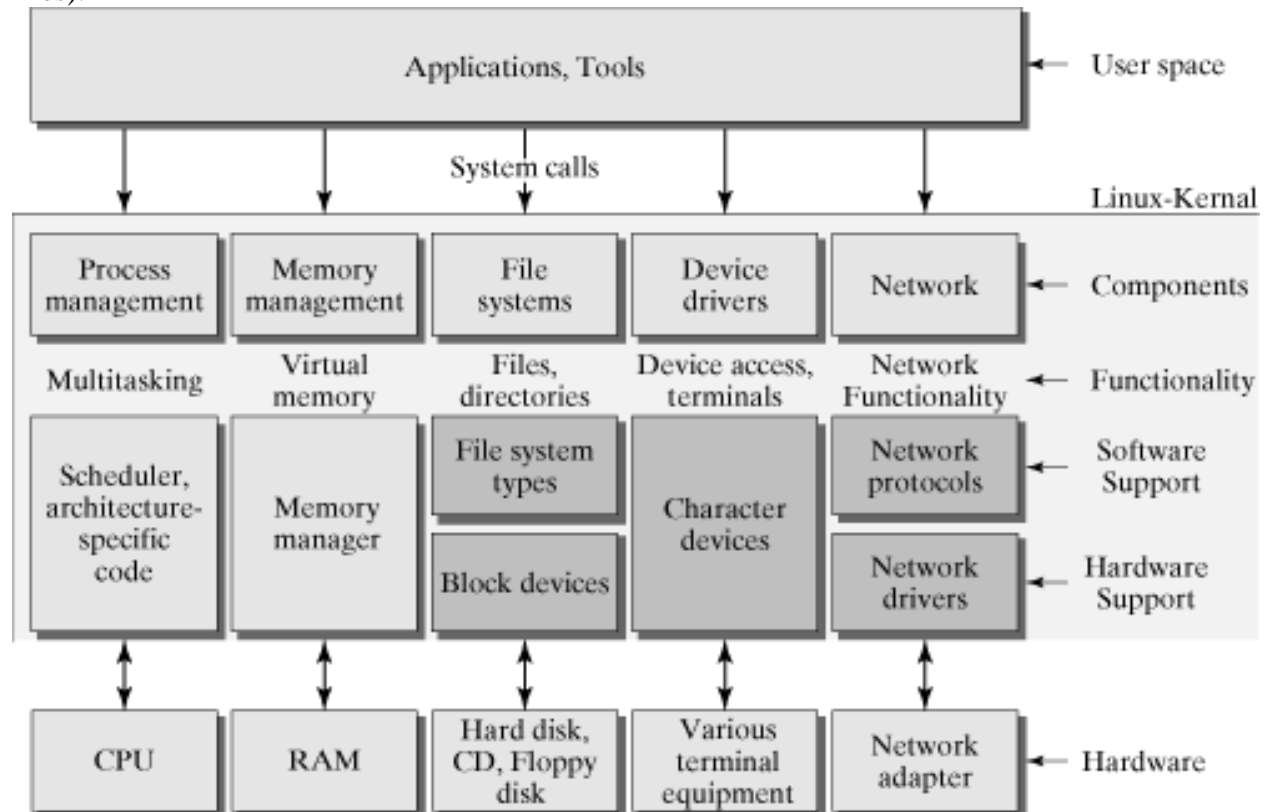 Applications, Tools
User space
System calls
Linux-Kernal
Process
management
Memory
management
File
systems
Device
drivers
Network
Components
Multitasking
Virtual
memory
Files,
directories
Device access,
terminals
Network
Functionality
Functionality
Scheduler,
architecture-
specific
code
Memory
manager
File system
types
Block devices
Character
devices
Network
protocols
Network
drivers
Software
Support
Hardware
Support
CPU
RAM
Hard disk,
CD, Floppy
disk
Various
terminal
equipment
Network
adapter
Hardware